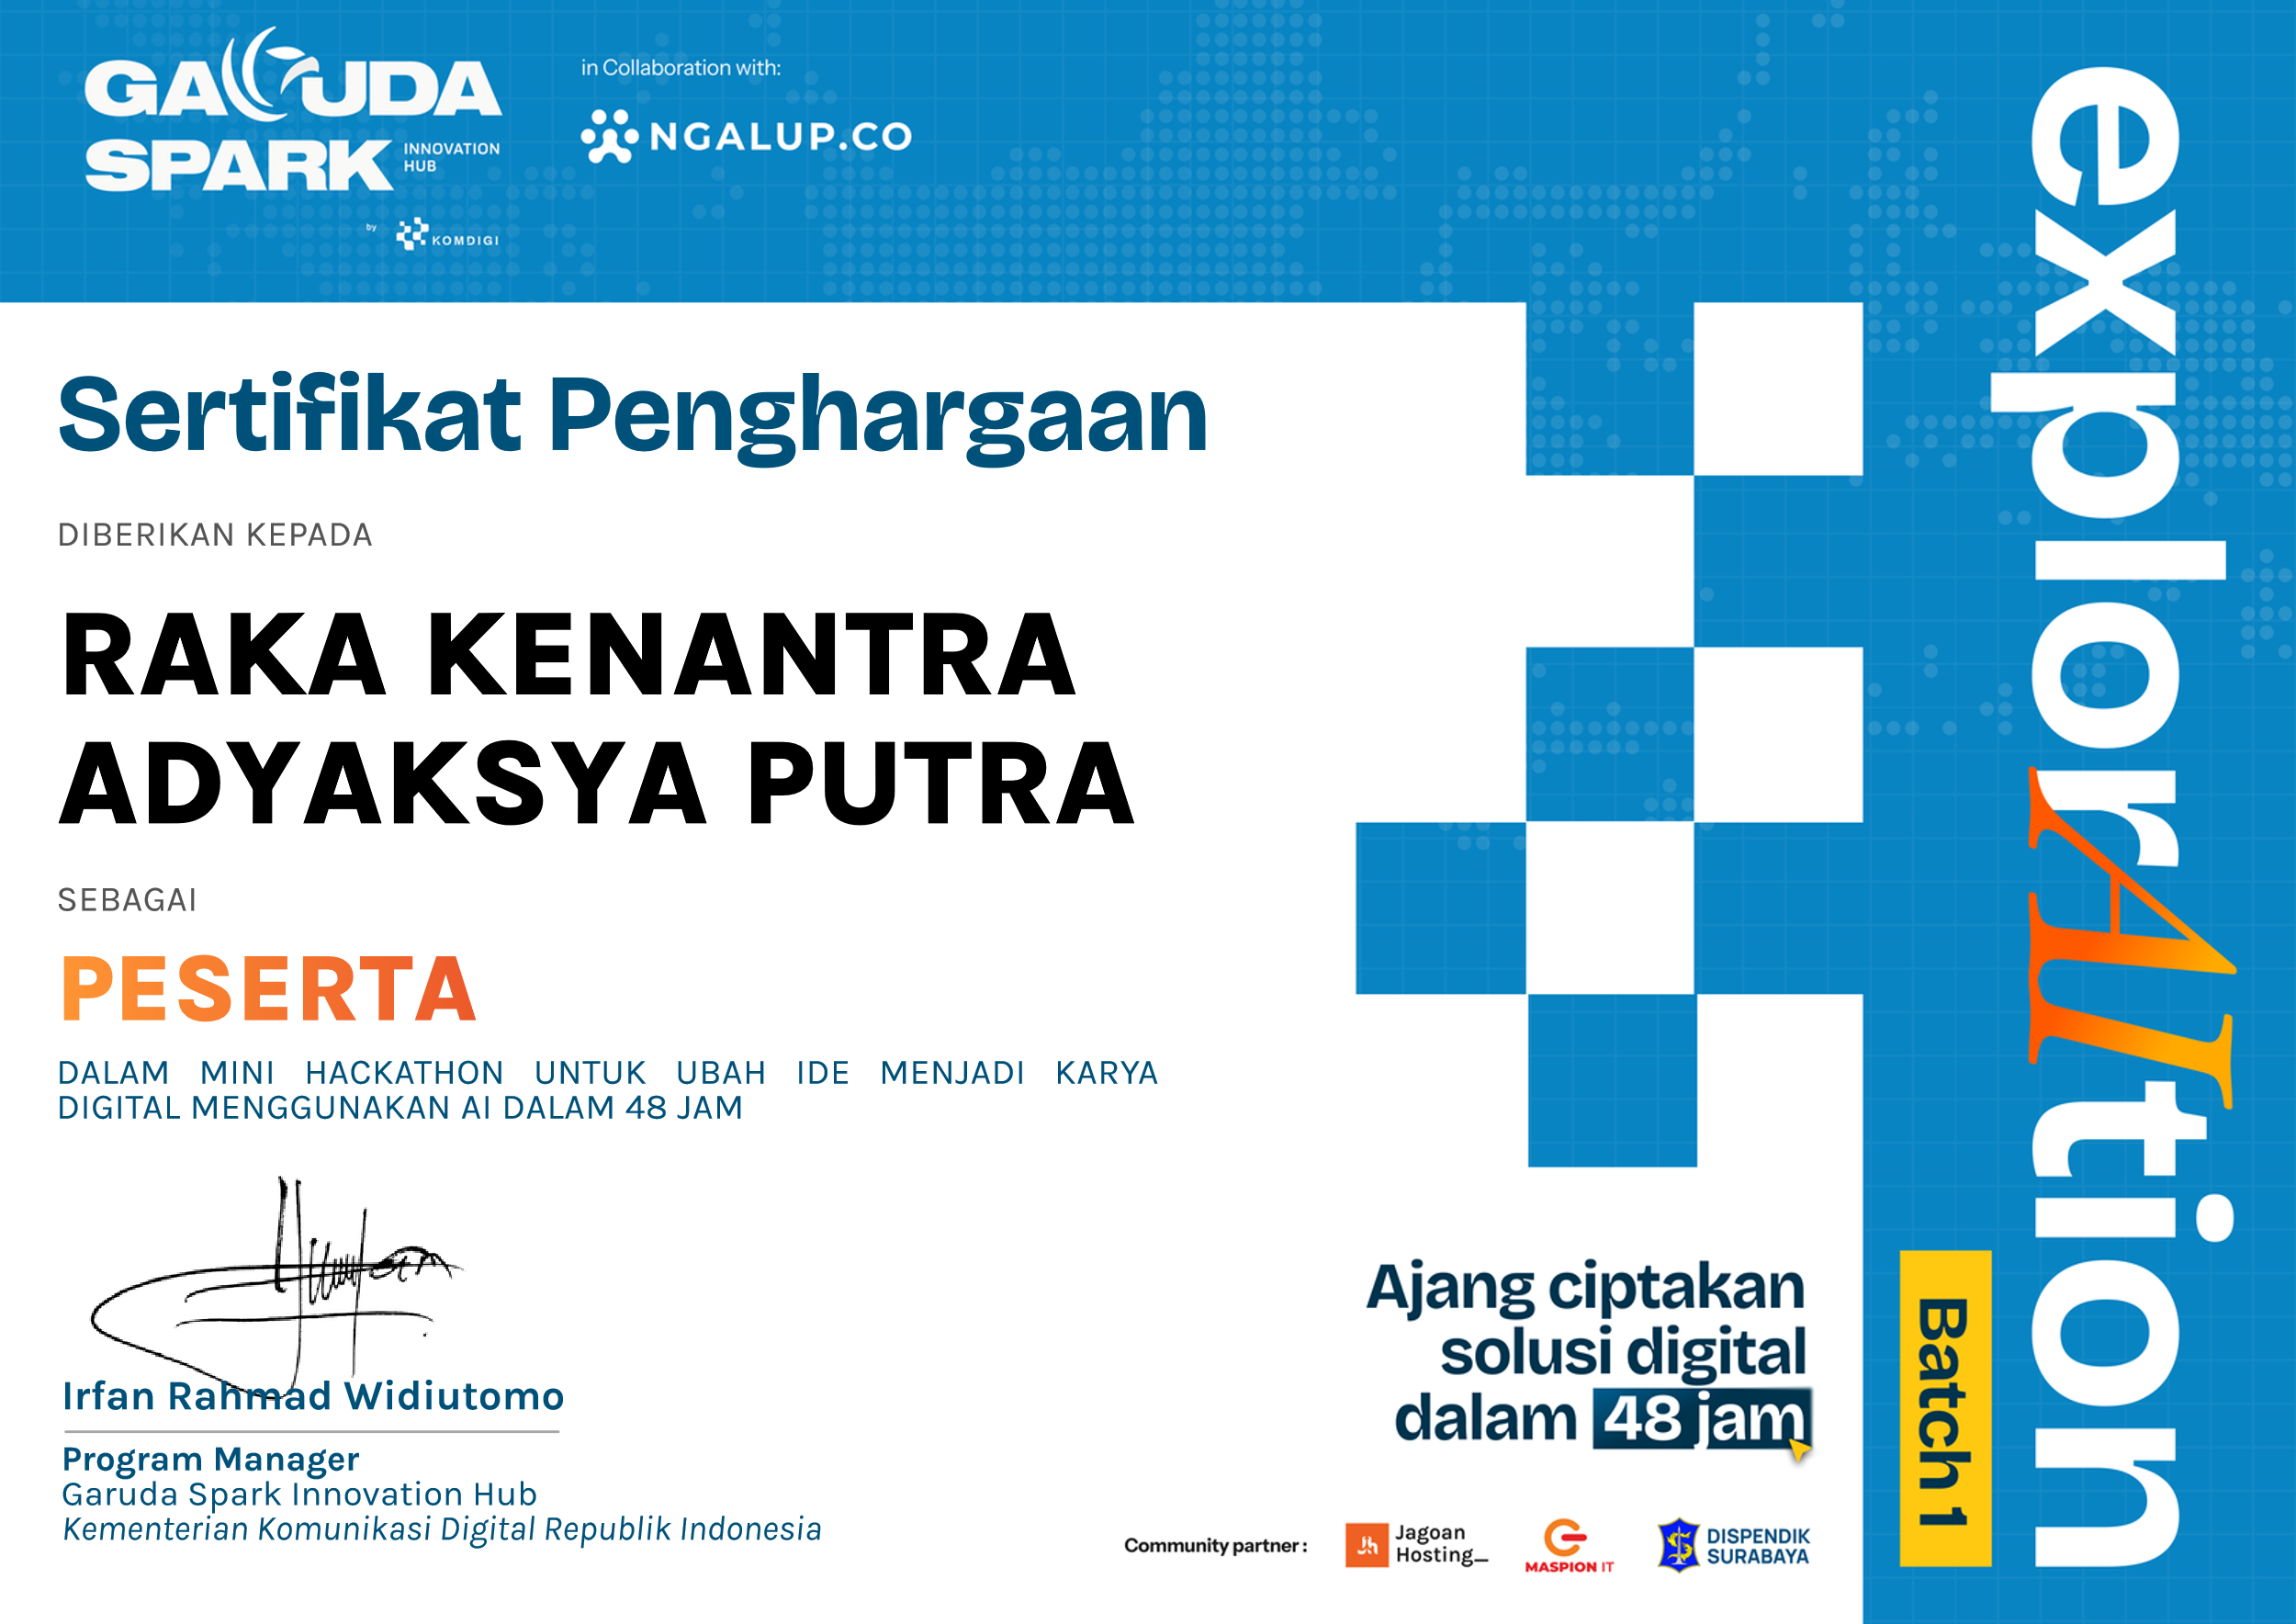 GARUDA
SPARK
INNOVATION
HUB
by KOMDIGI
in Collaboration with:
NGALUP.CO
Sertifikat Penghargaan
DIBERIKAN KEPADA
RAKA KENANTRA
ADYAKSYA PUTRA
SEBAGAI
PESERTA
DALAM MINI HACKATHON UNTUK UBAH IDE MENJADI KARYA
DIGITAL MENGGUNAKAN AI DALAM 48 JAM
Irfan Rahmad Widiutomo
Program Manager
Garuda Spark Innovation Hub
Kementerian Komunikasi Digital Republik Indonesia
Ajang ciptakan
solusi digital
dalam 48 jam
Community partner :
Jagoan
Hosting_
MASPION IT
DISPENDIK
SURABAYA
explorAItion
Batch 1